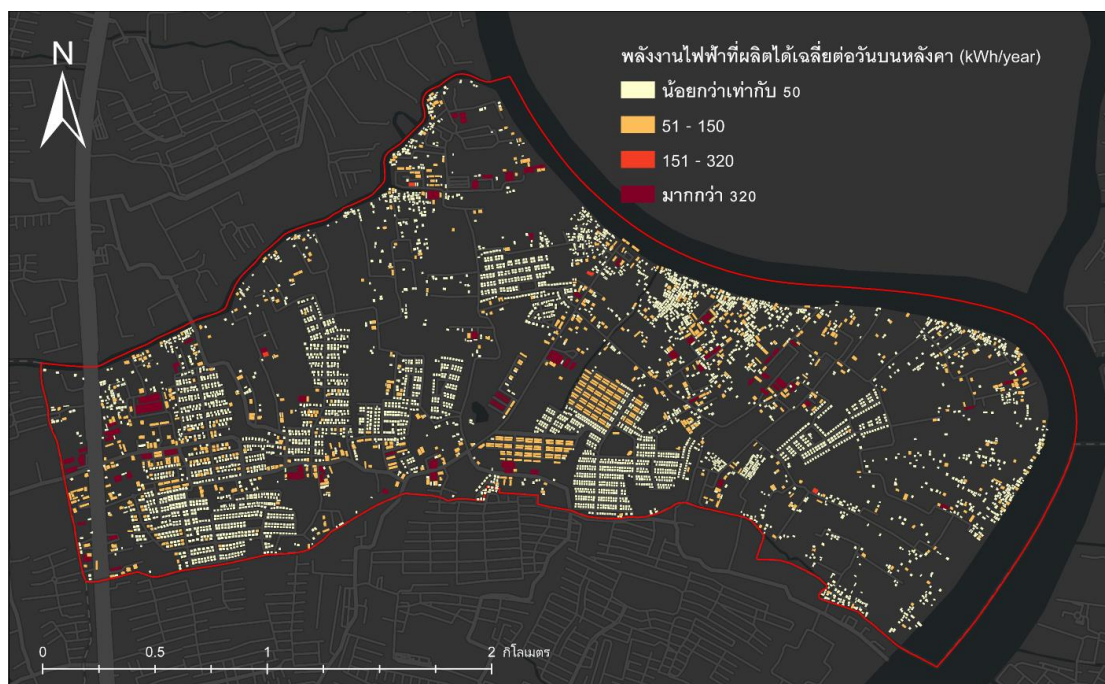 N
พลังงานไฟฟ้าที่ผลิตได้เฉลี่ยต่อวันบนหลังคา (kWh/year)
น้อยกว่าเท่ากับ 50
51 - 150
151 - 320
มากกว่า 320
0 0.5 1 2 กิโลเมตร